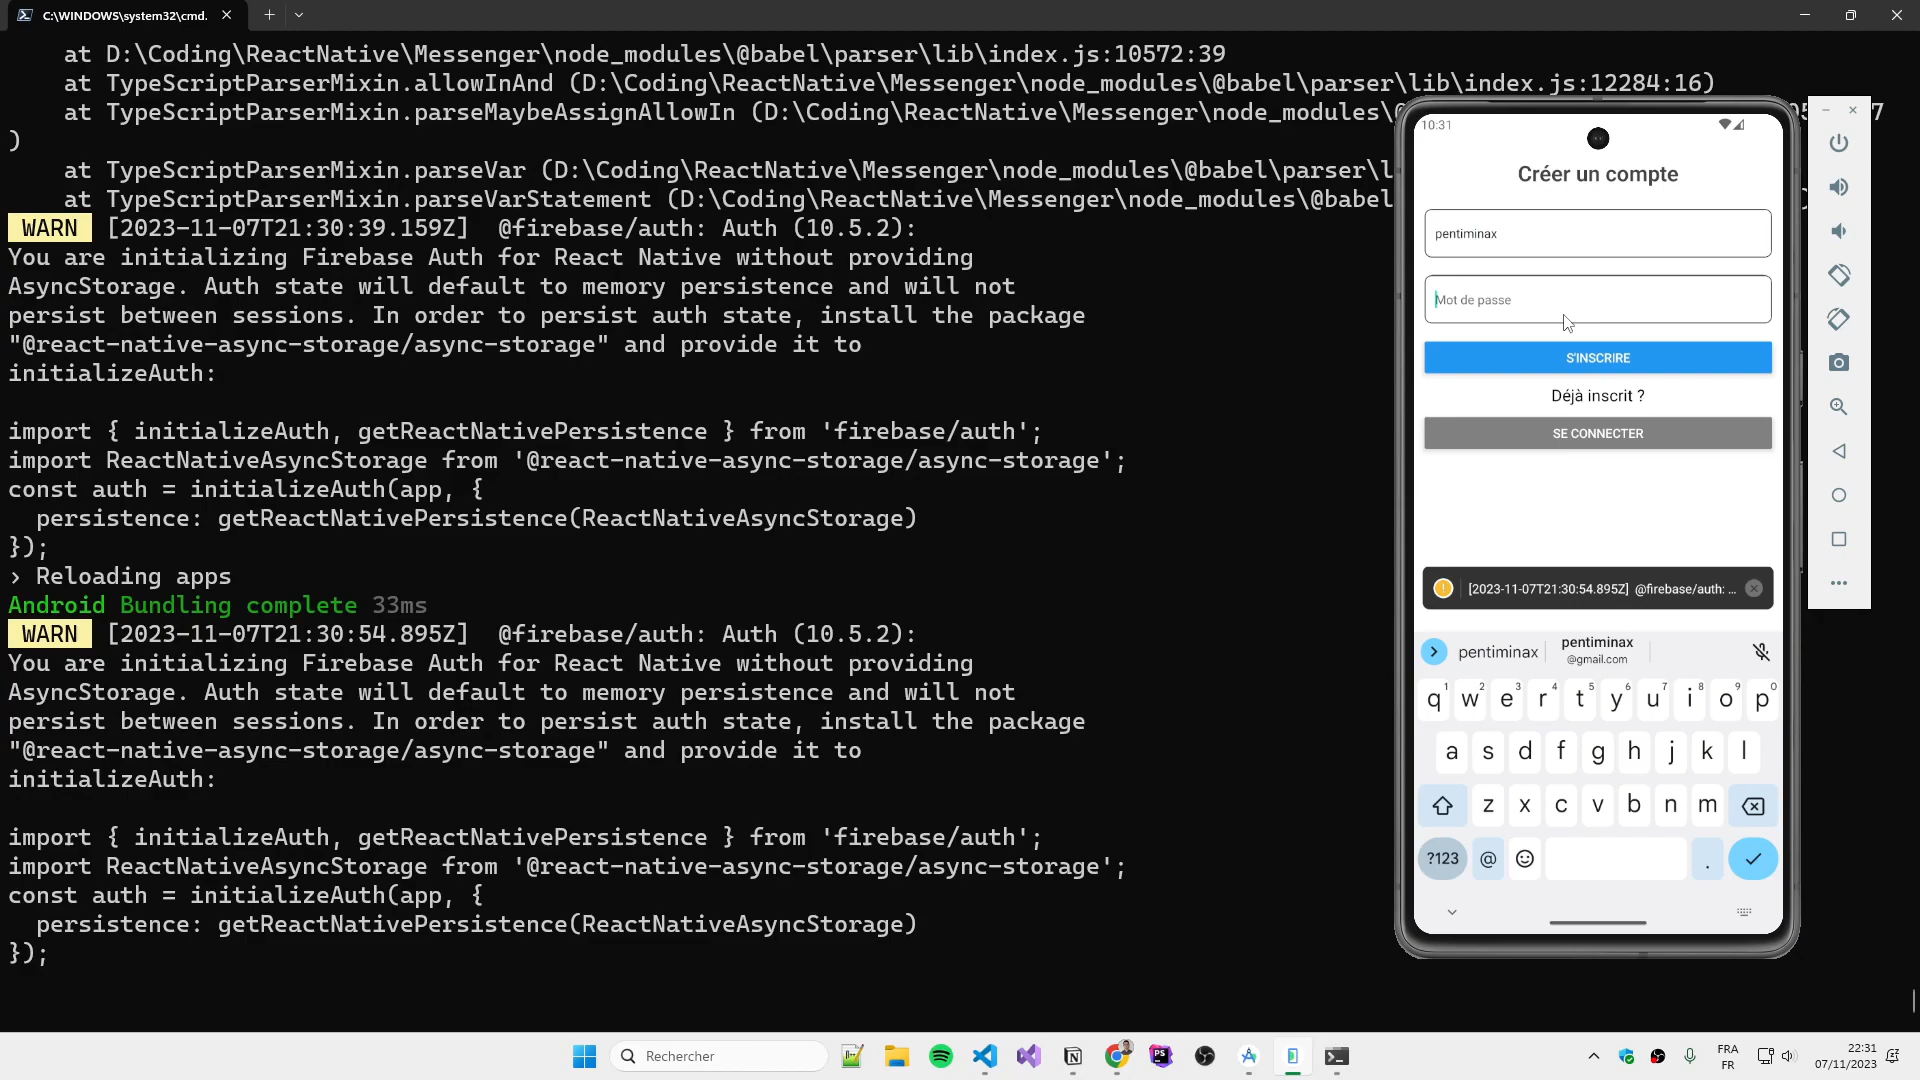 C:\WINDOWS\system32\cmd.
at D:\Coding\ReactNative\Messenger\node_modules\@babel\parser\lib\index.js:10572:39
at TypeScriptParserMixin.allowInAnd (D:\Coding\ReactNative\Messenger\node_modules\@babel\parser\lib\index.js:12284:16)
at TypeScriptParserMixin.parseMaybeAssignAllowIn (D:\Coding\ReactNative\Messenger\node_modules\
)
at TypeScriptParserMixin.parseVar (D:\Coding\ReactNative\Messenger\node_modules\@babel\parser\l
at TypeScriptParserMixin.parseVarStatement (D:\Coding\ReactNative\Messenger\node_modules\@babel
WARN [2023-11-07T21:30:39.159Z] @firebase/auth: Auth (10.5.2):
You are initializing Firebase Auth for React Native without providing
AsyncStorage. Auth state will default to memory persistence and will not
persist between sessions. In order to persist auth state, install the package
"@react-native-async-storage/async-storage" and provide it to
initializeAuth:
import { initializeAuth, getReactNativePersistence } from 'firebase/auth';
import ReactNativeAsyncStorage from '@react-native-async-storage/async-storage';
const auth = initializeAuth(app, {
persistence: getReactNativePersistence(ReactNativeAsyncStorage)
});
› Reloading apps
Android Bundling complete 33ms
WARN [2023-11-07T21:30:54.895Z] @firebase/auth: Auth (10.5.2):
You are initializing Firebase Auth for React Native without providing
AsyncStorage. Auth state will default to memory persistence and will not
persist between sessions. In order to persist auth state, install the package
"@react-native-async-storage/async-storage" and provide it to
initializeAuth:
import { initializeAuth, getReactNativePersistence } from 'firebase/auth';
import ReactNativeAsyncStorage from '@react-native-async-storage/async-storage';
const auth = initializeAuth(app, {
persistence: getReactNativePersistence(ReactNativeAsyncStorage)
});
10:31
Créer un compte
pentiminax
Mot de passe
S'INSCRIRE
Déjà inscrit ?
SE CONNECTER
[2023-11-07T21:30:54.895Z] @firebase/auth: ...
pentiminax
pentiminax
@gmail.com
q1 w2 e3 r4 t5 y6 u7 i8 o9 p0
a s d f g h j k l
z x c v b n m
?123 @ .
Rechercher
FRA
FR
22:31
07/11/2023